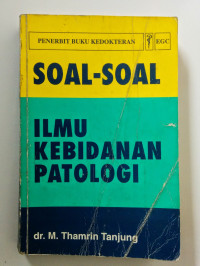 PENERBIT BUKU KEDOKTERAN
EGC
SOAL-SOAL
ILMU
KEBIDANAN
PATOLOGI
dr. M. Thamrin Tanjung